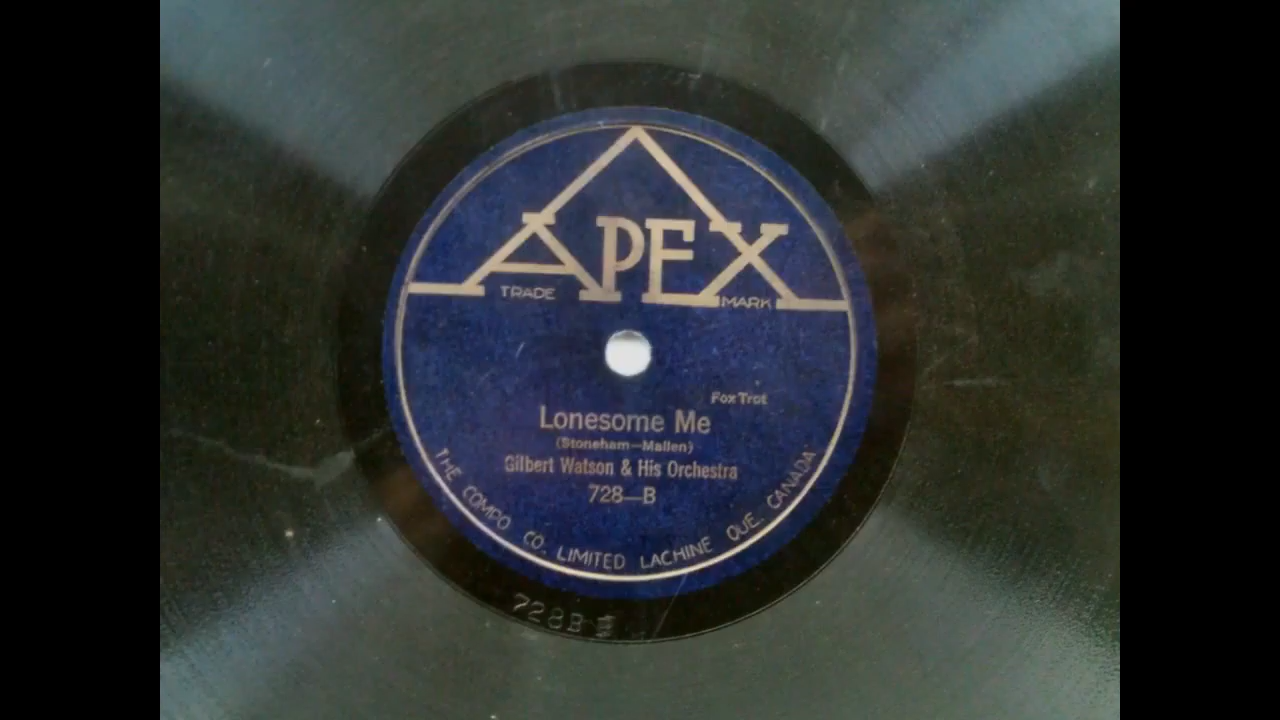 APEX
TRADE MARK
Fox Trot
Lonesome Me
(Stoneham—Mallen)
Gilbert Watson & His Orchestra
728—B
THE COMPO CO. LIMITED LACHINE QUE. CANADA
728B